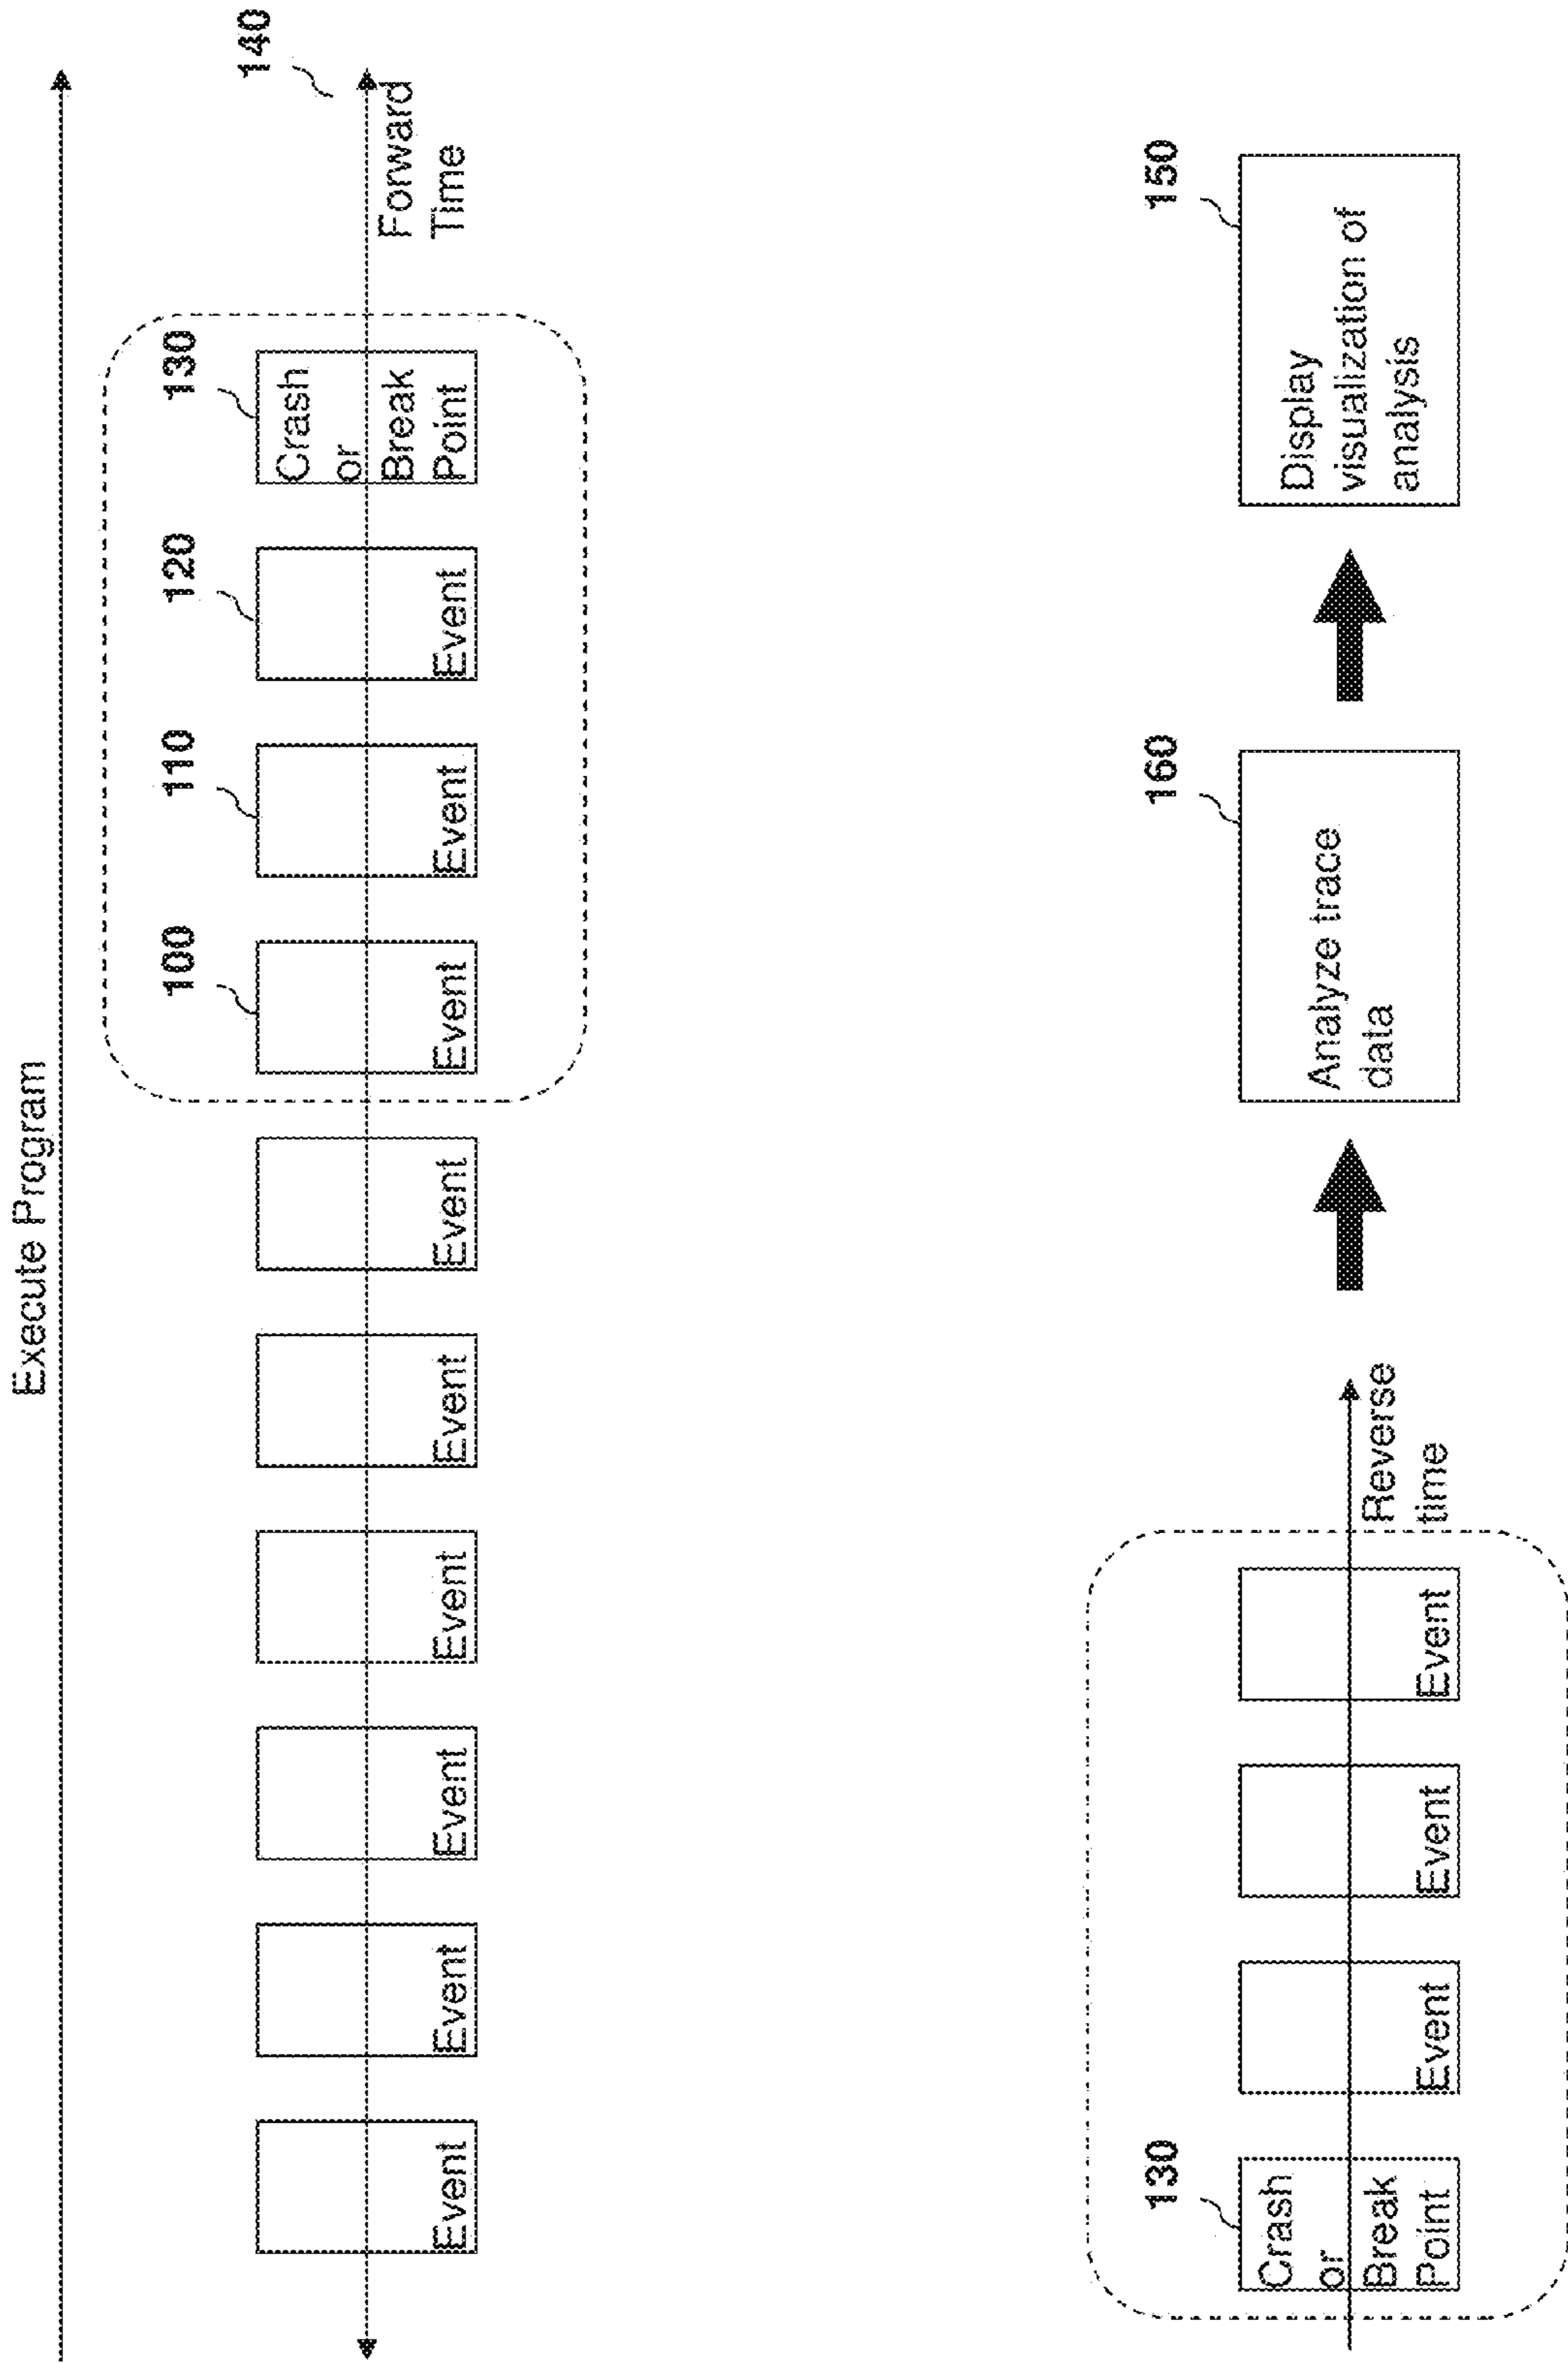 Execute Program
Event
Event
Event
Event
Event
Event
100
Event
110
Event
120
Event
130
Crash
or
Break
Point
140
Forward
Time
130
Crash
or
Break
Point
Event
Event
Event
Reverse
time
160
Analyze trace
data
150
Display
visualization of
analysis